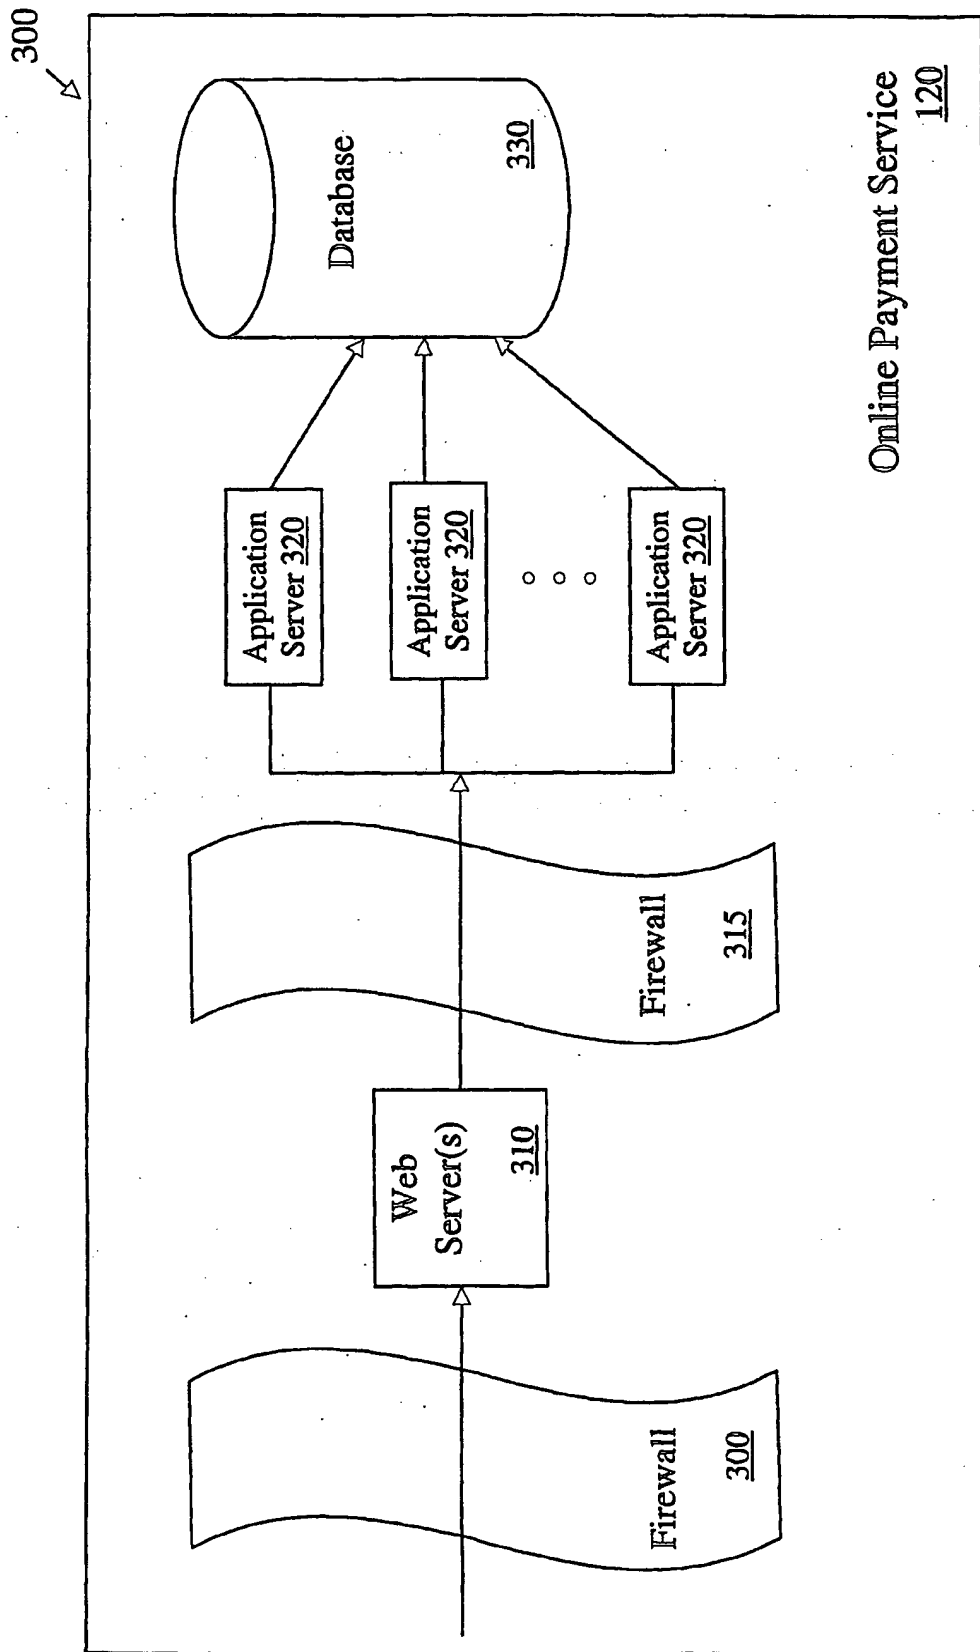 300
Firewall
300
Web
Server(s)
310
Firewall
315
Application
Server 320
Application
Server 320
Application
Server 320
Database
330
Online Payment Service
120